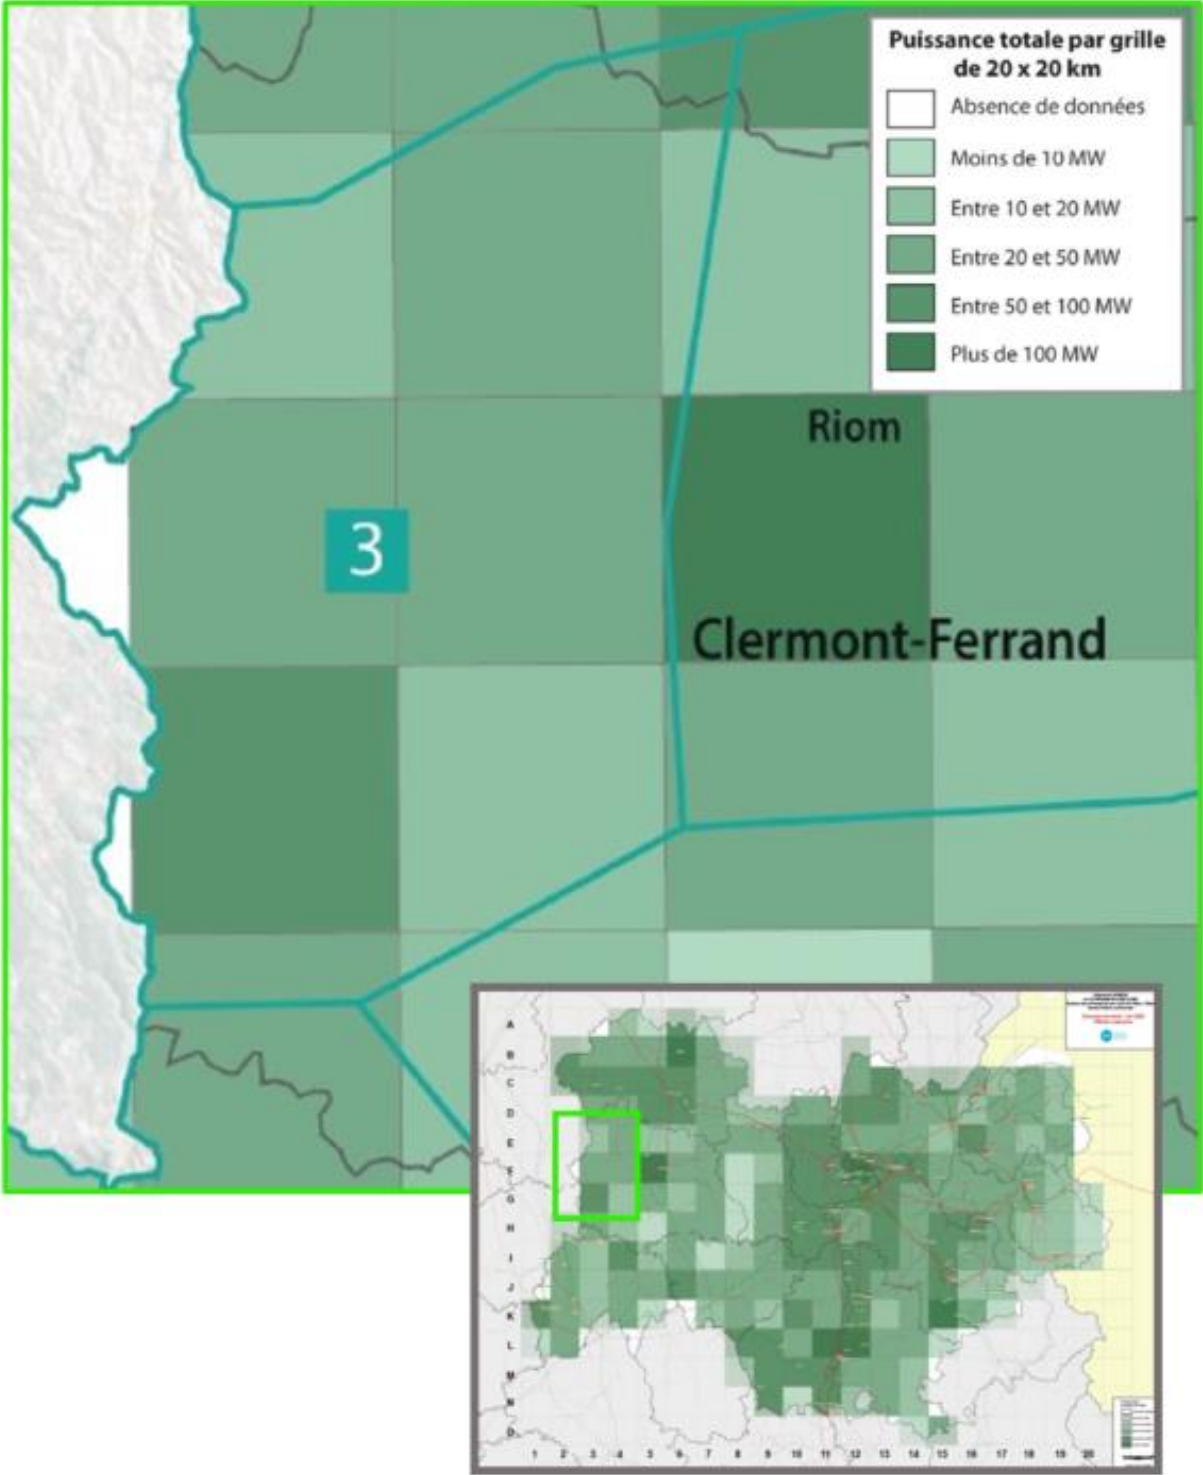 Puissance totale par grille
de 20 x 20 km
Absence de données
Moins de 10 MW
Entre 10 et 20 MW
Entre 20 et 50 MW
Entre 50 et 100 MW
Plus de 100 MW
Riom
3
Clermont-Ferrand
A
B
C
D
E
F
G
H
I
J
K
L
M
N
O
1 2 3 4 5 6 7 8 9 10 11 12 13 14 15 16 17 18 19 20